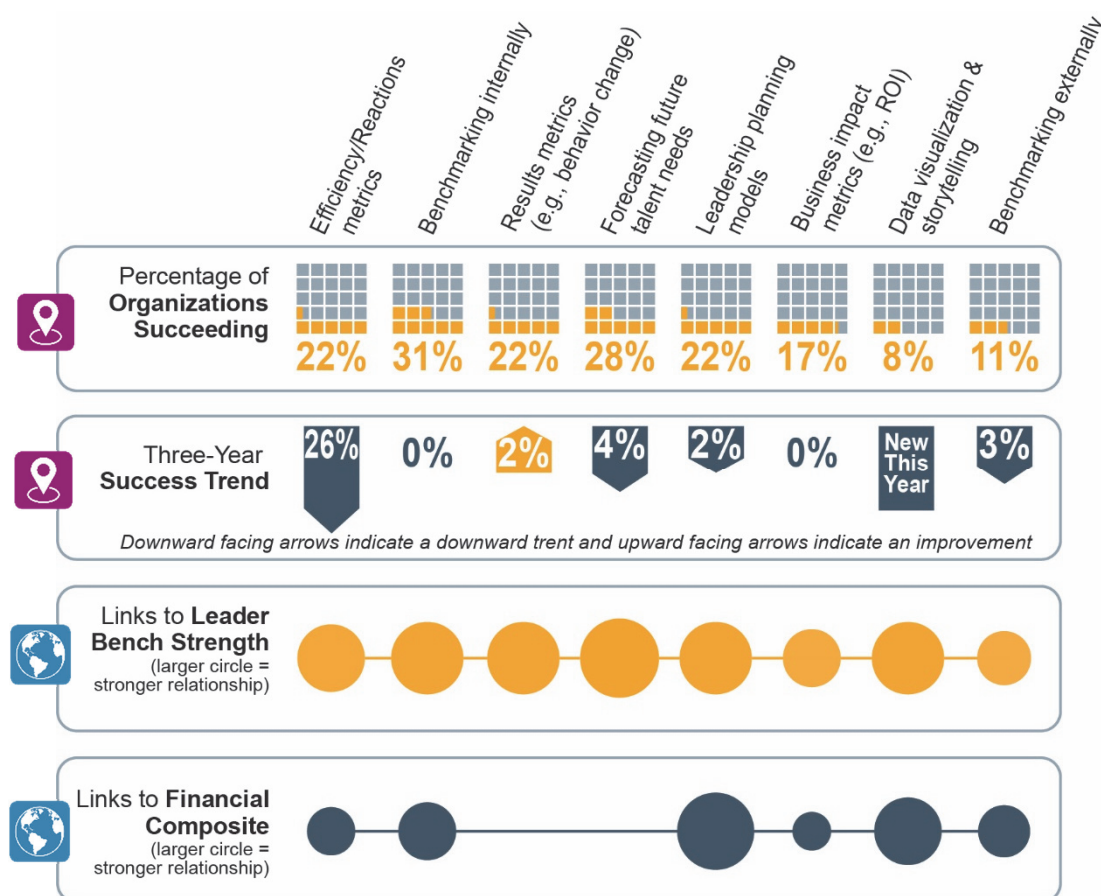 Efficiency/Reactions
metrics
Benchmarking internally
Results metrics
(e.g., behavior change)
Forecasting future
talent needs
Leadership planning
models
Business impact
metrics (e.g., ROI)
Data visualization &
storytelling
Benchmarking externally
Percentage of
Organizations
Succeeding
22% 31% 22% 28% 22% 17% 8% 11%
Three-Year
Success Trend
26% 0% 2% 4% 2% 0% New This Year 3%
Downward facing arrows indicate a downward trent and upward facing arrows indicate an improvement
Links to Leader
Bench Strength
(larger circle =
stronger relationship)
Links to Financial
Composite
(larger circle =
stronger relationship)